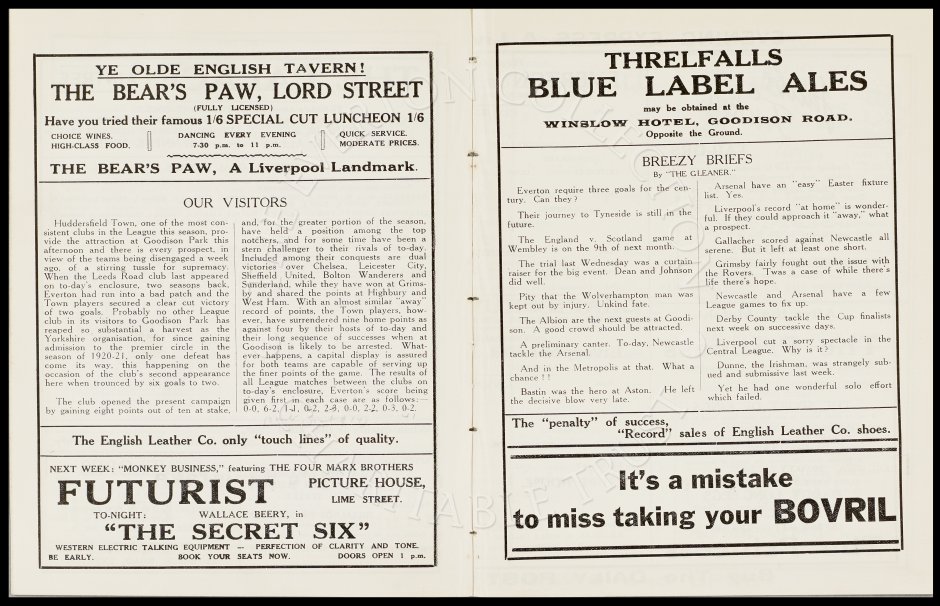 YE OLDE ENGLISH TAVERN!
THE BEAR'S PAW, LORD STREET
(FULLY LICENSED)
Have you tried their famous 1/6 SPECIAL CUT LUNCHEON 1/6
CHOICE WINES.
HIGH-CLASS FOOD.
DANCING EVERY EVENING
7-30 p.m. to 11 p.m.
QUICK SERVICE.
MODERATE PRICES.
THE BEAR'S PAW, A Liverpool Landmark.
OUR VISITORS
Huddersfield Town, one of the most con-
sistent clubs in the League this season, pro-
vide the attraction at Goodison Park this
afternoon and there is every prospect, in
view of the teams being disengaged a week
ago, of a stirring tussle for supremacy.
When the Leeds Road club last appeared
on to-day's enclosure, two seasons back,
Everton had run into a bad patch and the
Town players secured a clear cut victory
of two goals. Probably no other League
club in its visitors to Goodison Park has
reaped so substantial a harvest as the
Yorkshire organisation, for since gaining
admission to the premier circle in the
season of 1920-21, only one defeat has
come its way, this happening on the
occasion of the club's second appearance
here when trounced by six goals to two.
The club opened the present campaign
by gaining eight points out of ten at stake,
and, for the greater portion of the season,
have held a position among the top
notchers, and for some time have been a
stern challenger to their rivals of to-day.
Included among their conquests are dual
victories over Chelsea, Leicester City,
Sheffield United, Bolton Wanderers and
Sunderland, while they have won at Grims-
by and shared the points at Highbury and
West Ham. With an almost similar "away"
record of points, the Town players, how-
ever, have surrendered nine home points as
against four by their hosts of to-day and
their long sequence of successes when at
Goodison is likely to be arrested. What-
ever happens, a capital display is assured
for both teams are capable of serving up
the finer points of the game. The results of
all League matches between the clubs on
to-day's enclosure, Everton's score being
given first in each case are as follows:—
0-0, 6-2, 1-1, 0-2, 2-3, 0-0, 2-2, 0-3, 0-2.
The English Leather Co. only "touch lines" of quality.
NEXT WEEK: "MONKEY BUSINESS," featuring THE FOUR MARX BROTHERS
FUTURIST
PICTURE HOUSE,
LIME STREET.
TO-NIGHT:
WALLACE BEERY, in
"THE SECRET SIX"
WESTERN ELECTRIC TALKING EQUIPMENT — PERFECTION OF CLARITY AND TONE.
BE EARLY.
BOOK YOUR SEATS NOW.
DOORS OPEN 1 p.m.
THRELFALLS
BLUE LABEL ALES
may be obtained at the
WINSLOW HOTEL, GOODISON ROAD.
Opposite the Ground.
BREEZY BRIEFS
By "THE GLEANER."
Everton require three goals for the cen-
tury. Can they?
Their journey to Tyneside is still in the
future.
The England v. Scotland game at
Wembley is on the 9th of next month.
The trial last Wednesday was a curtain
raiser for the big event. Dean and Johnson
did well.
Pity that the Wolverhampton man was
kept out by injury. Unkind fate.
The Albion are the next guests at Goodi-
son. A good crowd should be attracted.
A preliminary canter. To-day, Newcastle
tackle the Arsenal.
And in the Metropolis at that. What a
chance!!
Bastin was the hero at Aston. He left
the decisive blow very late.
Arsenal have an "easy" Easter fixture
list. Yes.
Liverpool's record "at home" is wonder-
ful. If they could approach it "away," what
a prospect.
Gallacher scored against Newcastle all
serene. But it left at least one short.
Grimsby fairly fought out the issue with
the Rovers. 'Twas a case of while there's
life there's hope.
Newcastle and Arsenal have a few
League games to fix up.
Derby County tackle the Cup finalists
next week on successive days.
Liverpool cut a sorry spectacle in the
Central League. Why is it?
Dunne, the Irishman, was strangely sub-
ued and submissive last week.
Yet he had one wonderful solo effort
which failed.
The "penalty" of success,
"Record" sales of English Leather Co. shoes.
It's a mistake
to miss taking your BOVRIL